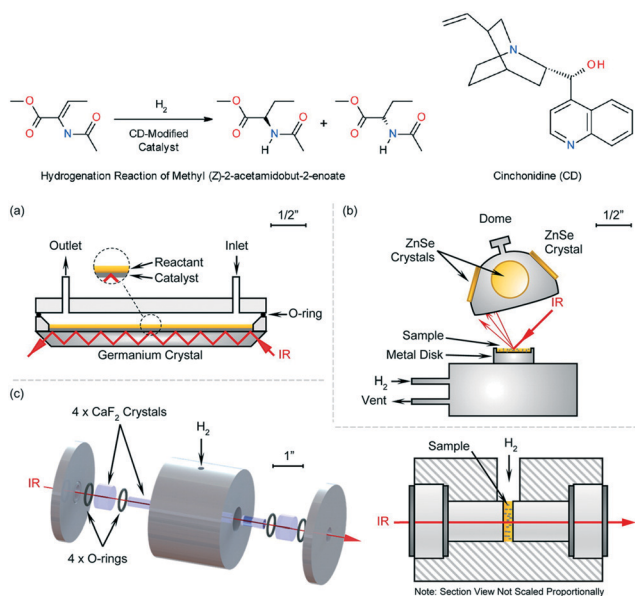 H2
CD-Modified
Catalyst
O
O
N
H
O
O
O
N
H
O
+
O
O
N
H
O
N
OH
N
Hydrogenation Reaction of Methyl (Z)-2-acetamidobut-2-enoate
Cinchonidine (CD)
(a)
1/2"
Outlet
Reactant
Catalyst
Inlet
O-ring
Germanium Crystal
IR
(b)
1/2"
Dome
ZnSe
Crystals
ZnSe
Crystal
IR
Sample
Metal Disk
H2
Vent
(c)
4 x CaF2 Crystals
H2
1"
IR
4 x O-rings
Sample
H2
IR
Note: Section View Not Scaled Proportionally